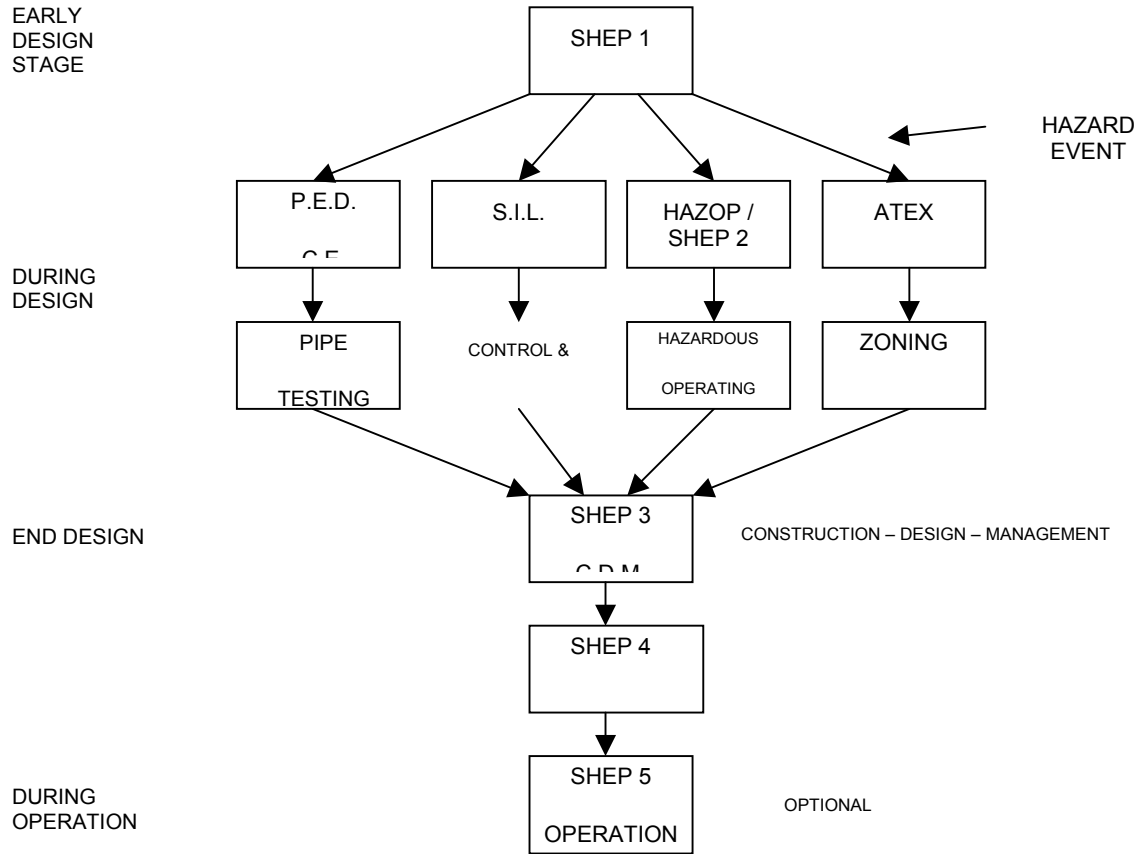 EARLY
DESIGN
STAGE
SHEP 1
HAZARD
EVENT
P.E.D.
S.I.L.
HAZOP /
SHEP 2
ATEX
DURING
DESIGN
PIPE
TESTING
CONTROL &
HAZARDOUS
OPERATING
ZONING
END DESIGN
SHEP 3
CONSTRUCTION – DESIGN – MANAGEMENT
SHEP 4
DURING
OPERATION
SHEP 5
OPERATION
OPTIONAL